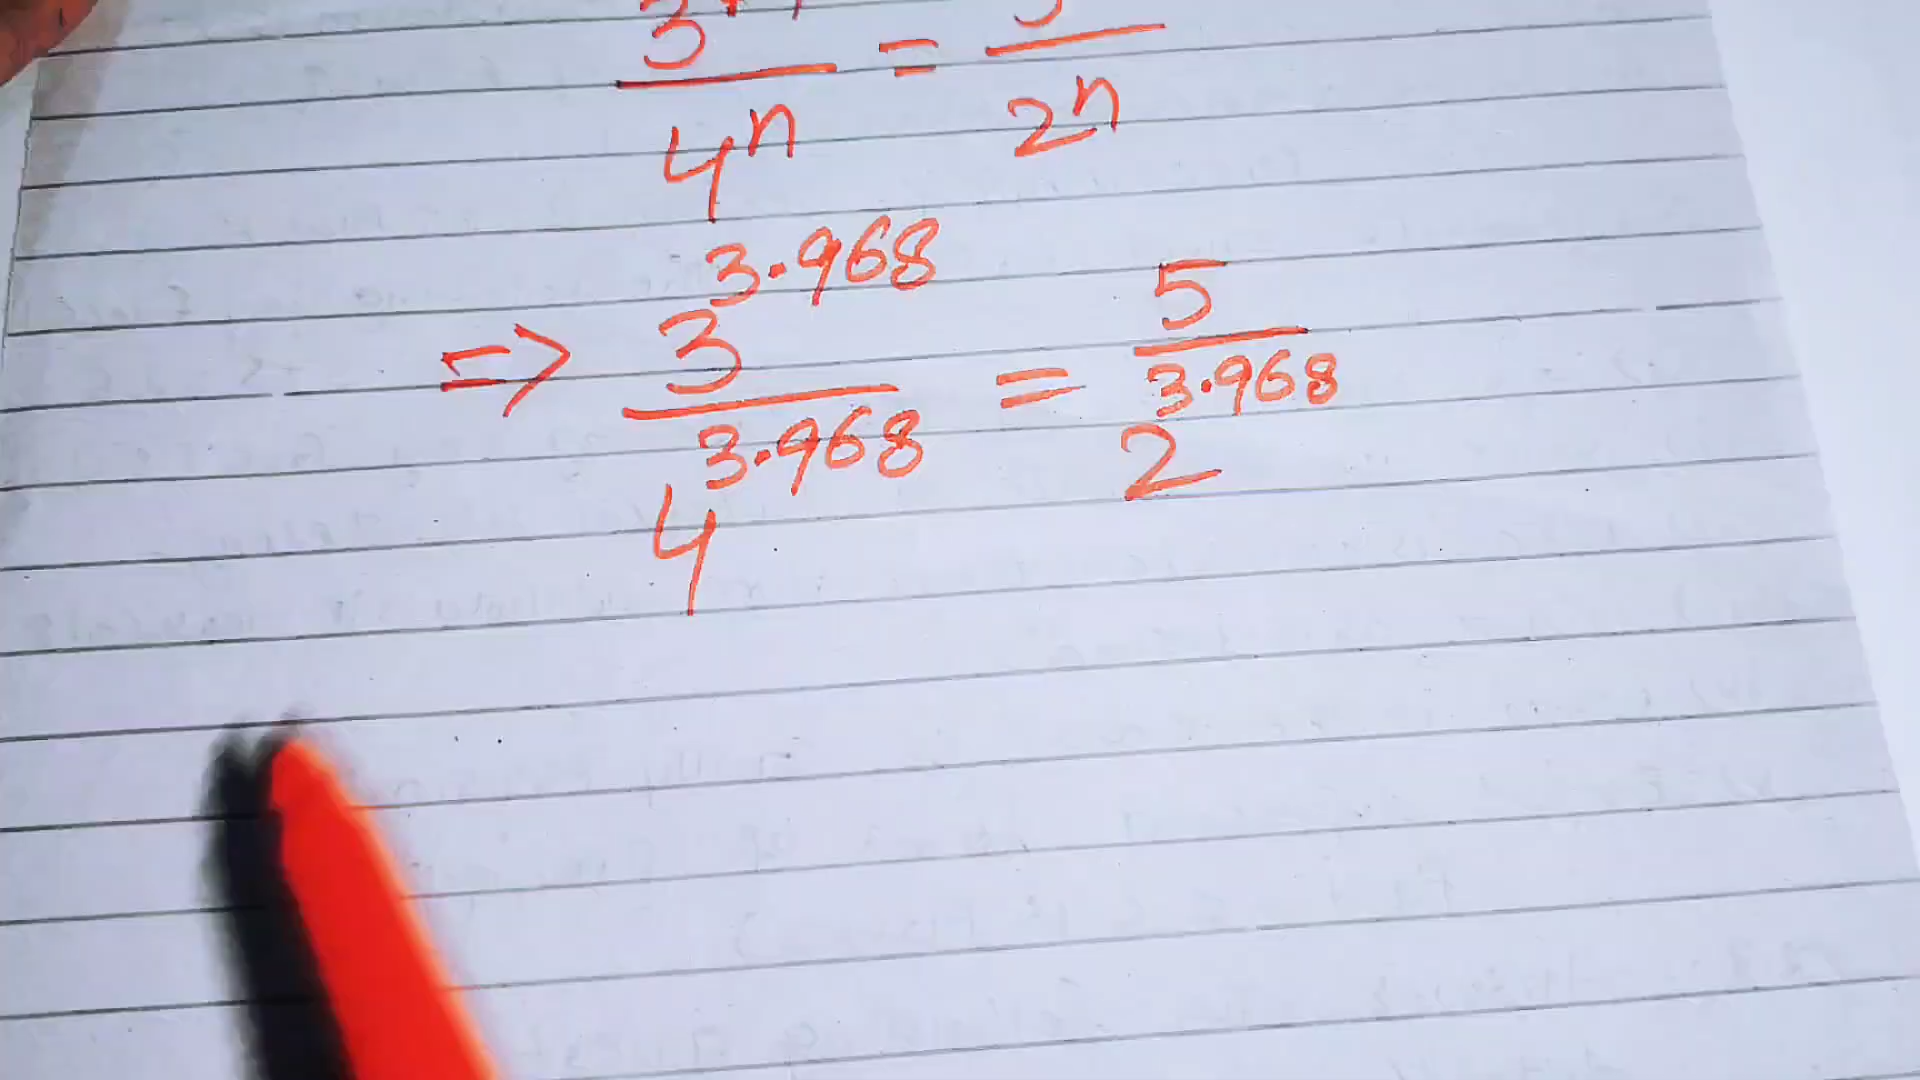 3^n/4^n = 5/2^n
=> 3^3.968/4^3.968 = 5/2^3.968